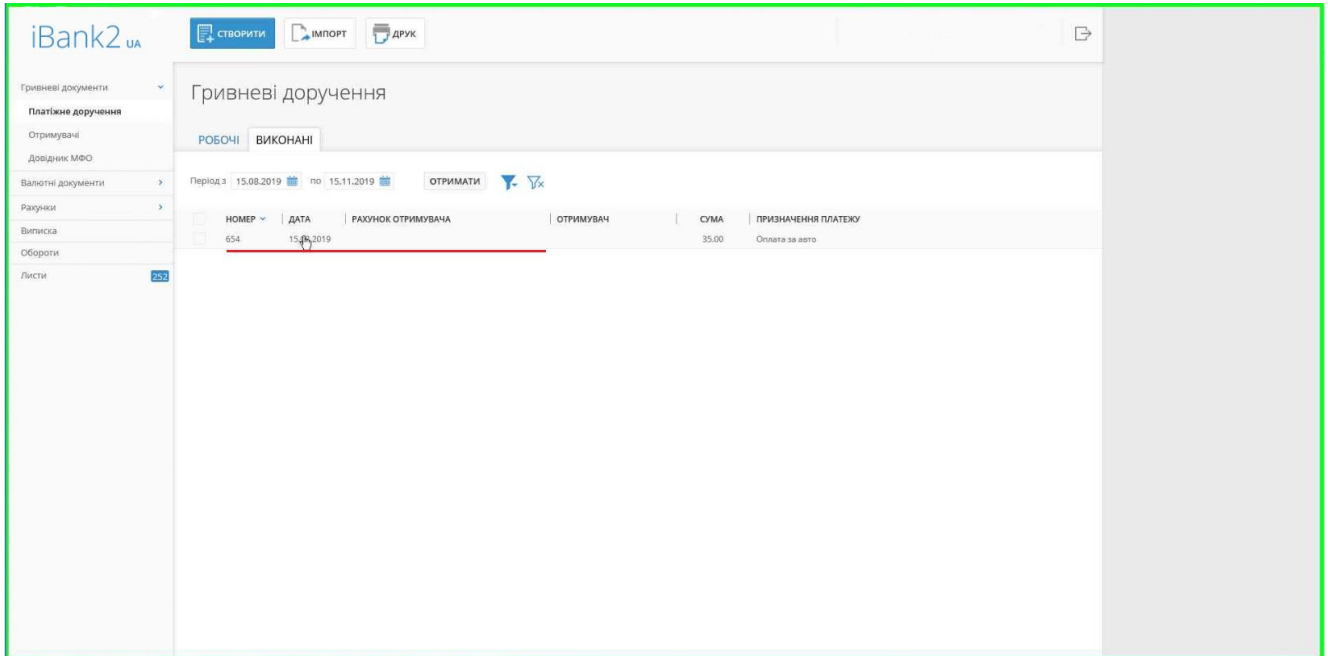 iBank2 UA
СТВОРИТИ ІМПОРТ ДРУК
Гривневі документи
Платіжне доручення
Отримувачі
Довідник МФО
Валютні документи
Рахунки
Виписка
Обороти
Листи 252
Гривневі доручення
РОБОЧІ ВИКОНАНІ
Період з 15.08.2019 по 15.11.2019 ОТРИМАТИ
НОМЕР ДАТА РАХУНОК ОТРИМУВАЧА ОТРИМУВАЧ СУМА ПРИЗНАЧЕННЯ ПЛАТЕЖУ
654 35.00 Оплата за авто